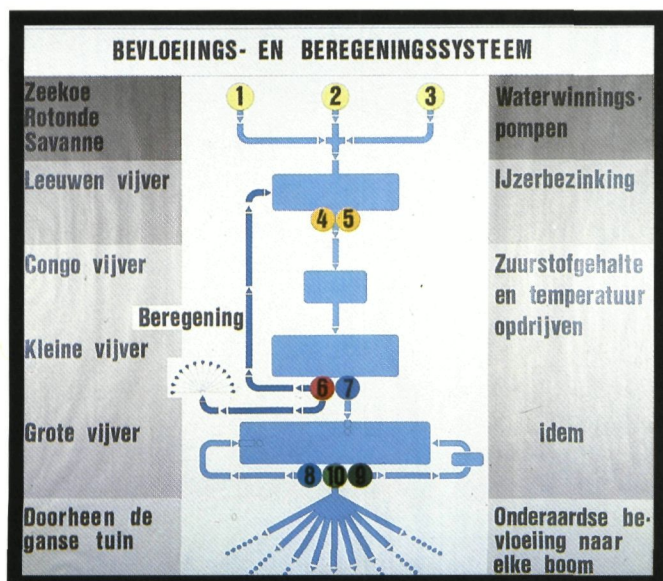 BEVLOEIINGS- EN BEREGENINGSSYSTEEM
Zeekoe
Rotonde
Savanne
1 2 3
Waterwinnings-
pompen
Leeuwen vijver
IJzerbezinking
4 5
Congo vijver
Zuurstofgehalte
en temperatuur
opdrijven
Beregening
Kleine vijver
6 7
Grote vijver
idem
8 10 9
Doorheen de
ganse tuin
Onderaardse be-
vloeiing naar
elke boom